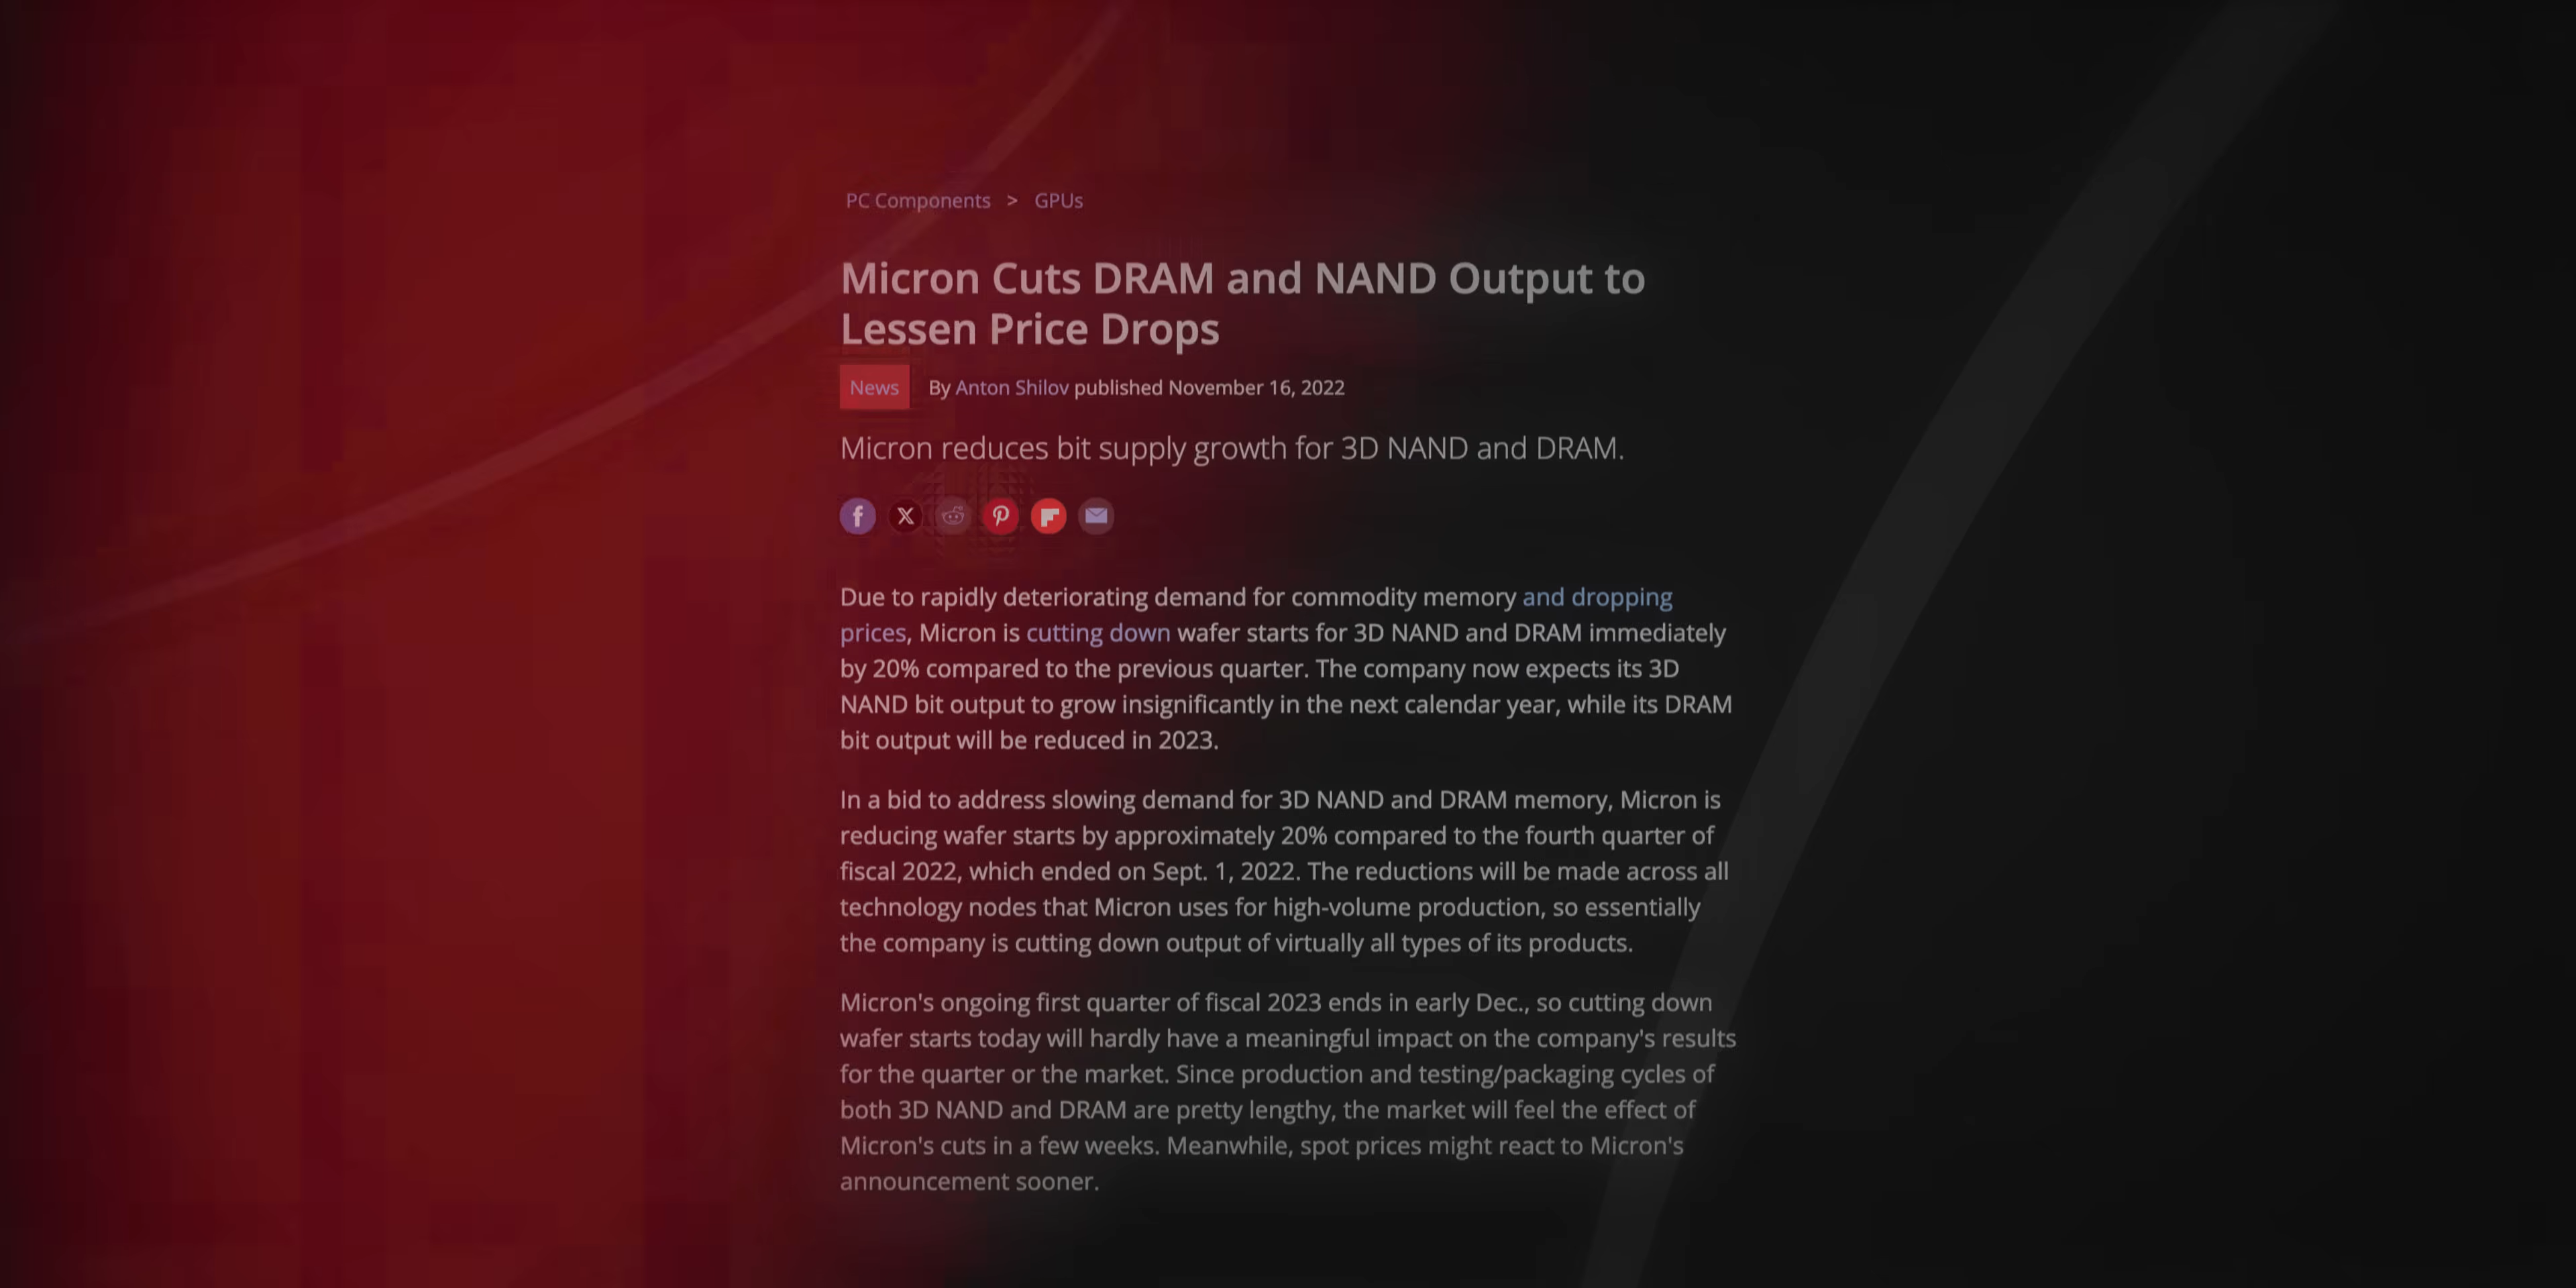 PC Components > GPUs
Micron Cuts DRAM and NAND Output to
Lessen Price Drops
News By Anton Shilov published November 16, 2022
Micron reduces bit supply growth for 3D NAND and DRAM.
Due to rapidly deteriorating demand for commodity memory and dropping
prices, Micron is cutting down wafer starts for 3D NAND and DRAM immediately
by 20% compared to the previous quarter. The company now expects its 3D
NAND bit output to grow insignificantly in the next calendar year, while its DRAM
bit output will be reduced in 2023.
In a bid to address slowing demand for 3D NAND and DRAM memory, Micron is
reducing wafer starts by approximately 20% compared to the fourth quarter of
fiscal 2022, which ended on Sept. 1, 2022. The reductions will be made across all
technology nodes that Micron uses for high-volume production, so essentially
the company is cutting down output of virtually all types of its products.
Micron's ongoing first quarter of fiscal 2023 ends in early Dec., so cutting down
wafer starts today will hardly have a meaningful impact on the company's results
for the quarter or the market. Since production and testing/packaging cycles of
both 3D NAND and DRAM are pretty lengthy, the market will feel the effect of
Micron's cuts in a few weeks. Meanwhile, spot prices might react to Micron's
announcement sooner.